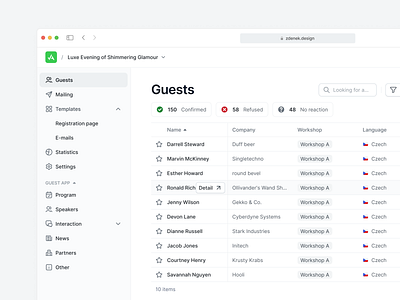 zdenek.design
/ Luxe Evening of Shimmering Glamour
Guests
Mailing
Templates
Registration page
E-mails
Statistics
Settings
GUEST APP
Program
Speakers
Interaction
News
Partners
Other
Guests
Looking for a...
150 Confirmed
58 Refused
48 No reaction
Name Company Workshop Language
Darrell Steward Duff beer Workshop A Czech
Marvin McKinney Singletechno Workshop A Czech
Esther Howard round bevel Workshop A Czech
Ronald Rich Detail Ollivander's Wand Sh... Workshop A Czech
Jenny Wilson Gekko & Co. Workshop A Czech
Devon Lane Cyberdyne Systems Workshop A Czech
Dianne Russell Stark Industries Workshop A Czech
Jacob Jones Initech Workshop A Czech
Courtney Henry Krusty Krabs Workshop A Czech
Savannah Nguyen Hooli Workshop A Czech
10 items